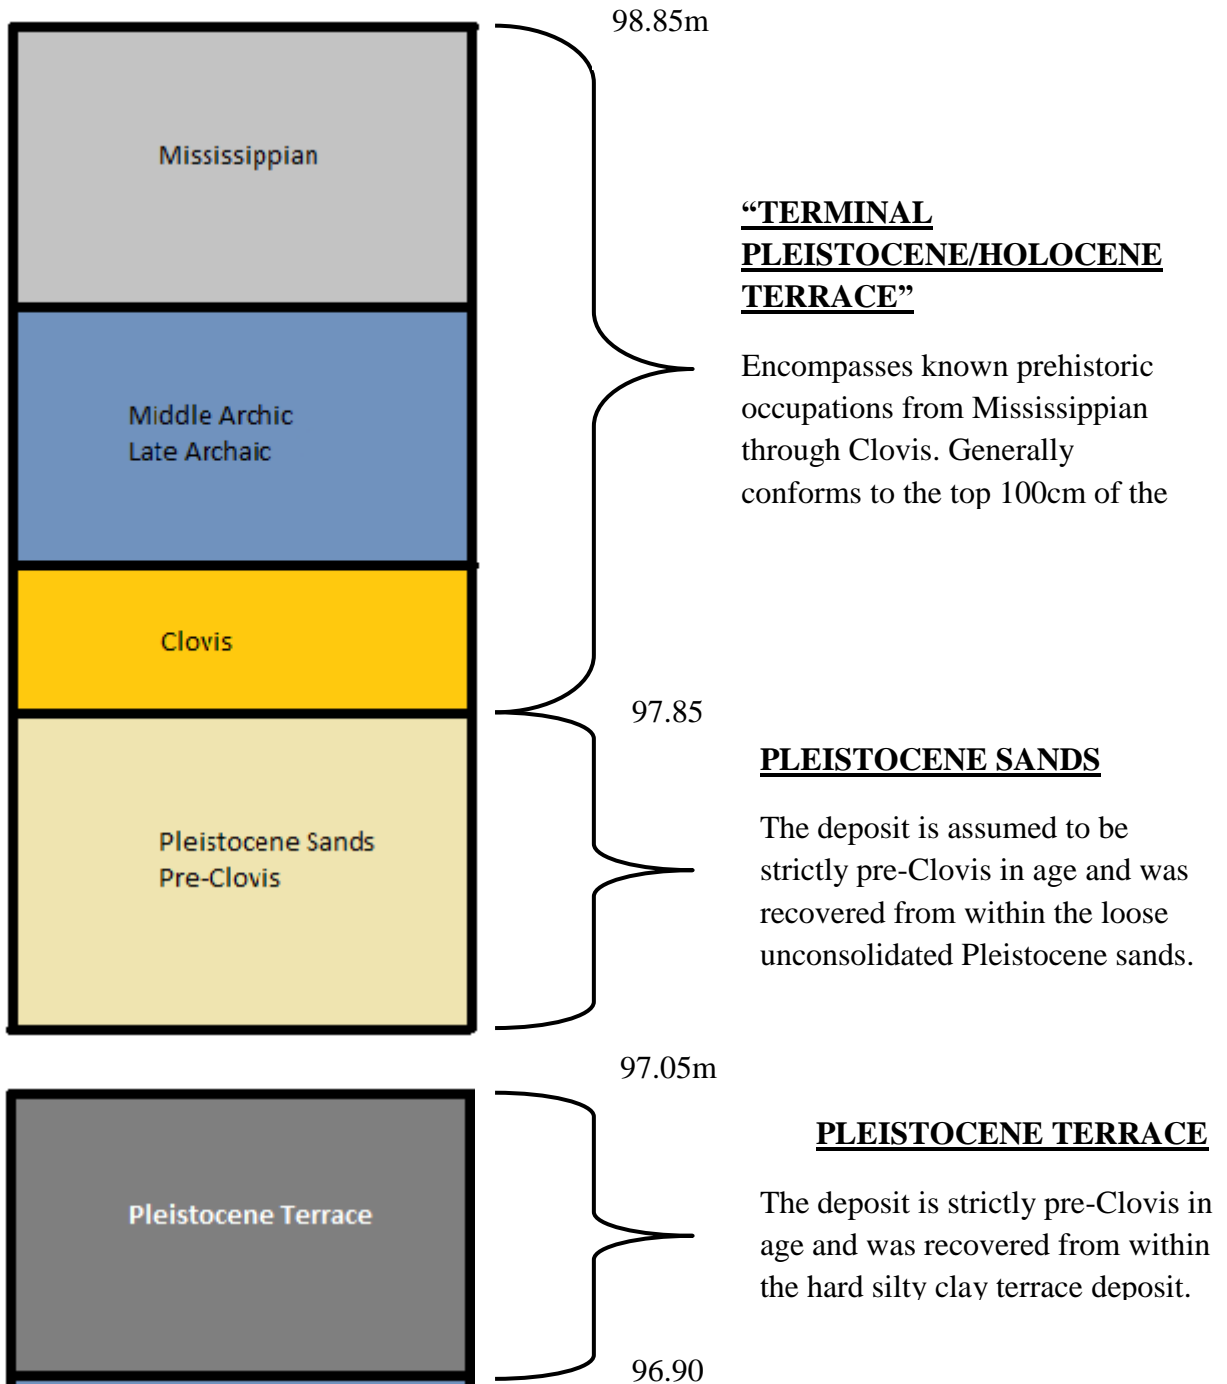 98.85m
Mississippian
“TERMINAL
PLEISTOCENE/HOLOCENE
TERRACE”
Encompasses known prehistoric
occupations from Mississippian
through Clovis. Generally
conforms to the top 100cm of the
Middle Archic
Late Archaic
Clovis
97.85
PLEISTOCENE SANDS
The deposit is assumed to be
strictly pre-Clovis in age and was
recovered from within the loose
unconsolidated Pleistocene sands.
Pleistocene Sands
Pre-Clovis
97.05m
PLEISTOCENE TERRACE
The deposit is strictly pre-Clovis in
age and was recovered from within
the hard silty clay terrace deposit.
Pleistocene Terrace
96.90